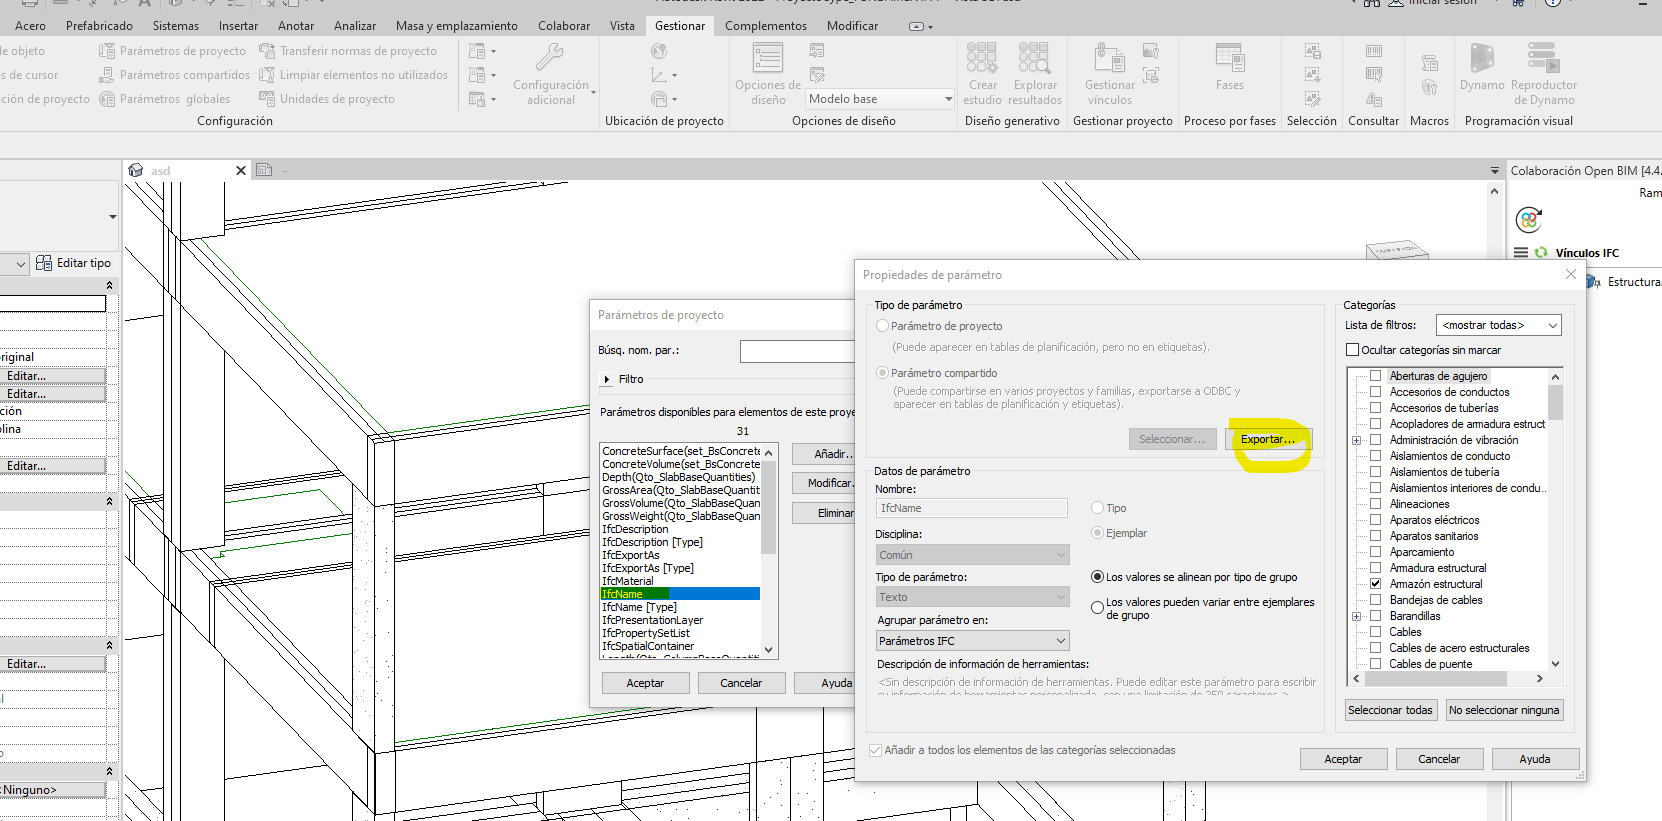 Iniciar sesión
Acero Prefabricado Sistemas Insertar Anotar Analizar Masa y emplazamiento Colaborar Vista Gestionar Complementos Modificar
Parámetros de proyecto
Transferir normas de proyecto
Parámetros compartidos
Limpiar elementos no utilizados
Parámetros globales
Unidades de proyecto
Configuración
adicional
Configuración
Ubicación de proyecto
Opciones de
diseño
Modelo base
Opciones de diseño
Crear
estudio
Explorar
resultados
Diseño generativo
Gestionar
vínculos
Gestionar proyecto
Fases
Proceso por fases
Selección
Consultar
Macros
Dynamo
Reproductor
de Dynamo
Programación visual
asd
-
Colaboración Open BIM [4.4.
Ram
Vínculos IFC
Estructura.
Editar tipo
Editar...
Editar...
Editar...
Editar...
<Ninguno>
Parámetros de proyecto
Búsq. nom. par.:
Filtro
Parámetros disponibles para elementos de este proye
31
ConcreteSurface(set_BsConcrete
ConcreteVolume(set_BsConcrete
Depth(Qto_SlabBaseQuantities)
GrossArea(Qto_SlabBaseQuantit
GrossVolume(Qto_SlabBaseQuan
GrossWeight(Qto_SlabBaseQuan
IfcDescription
IfcDescription [Type]
IfcExportAs
IfcExportAs [Type]
IfcMaterial
IfcName
IfcName [Type]
IfcPresentationLayer
IfcPropertySetList
IfcSpatialContainer
Length(Qto_ColumnBaseQuantiti
Añadir..
Modificar.
Eliminar
Aceptar
Cancelar
Ayuda
Propiedades de parámetro
Tipo de parámetro
Parámetro de proyecto
(Puede aparecer en tablas de planificación, pero no en etiquetas).
Parámetro compartido
(Puede compartirse en varios proyectos y familias, exportarse a ODBC y
aparecer en tablas de planificación y etiquetas).
Seleccionar...
Exportar...
Datos de parámetro
Nombre:
IfcName
Tipo
Disciplina:
Ejemplar
Común
Tipo de parámetro:
Los valores se alinean por tipo de grupo
Texto
Los valores pueden variar entre ejemplares
de grupo
Agrupar parámetro en:
Parámetros IFC
Descripción de información de herramientas:
<Sin descripción de información de herramientas. Puede editar este parámetro para escribir
su información de herramientas personalizada, con una limitación de 250 caracteres.>
Añadir a todos los elementos de las categorías seleccionadas
Categorías
Lista de filtros:
<mostrar todas>
Ocultar categorías sin marcar
Aberturas de agujero
Accesorios de conductos
Accesorios de tuberías
Acopladores de armadura estruct
Administración de vibración
Aislamientos de conducto
Aislamientos de tubería
Aislamientos interiores de condu..
Alineaciones
Aparatos eléctricos
Aparatos sanitarios
Aparcamiento
Armadura estructural
Armazón estructural
Bandejas de cables
Barandillas
Cables
Cables de acero estructurales
Cables de puente
Seleccionar todas
No seleccionar ninguna
Aceptar
Cancelar
Ayuda